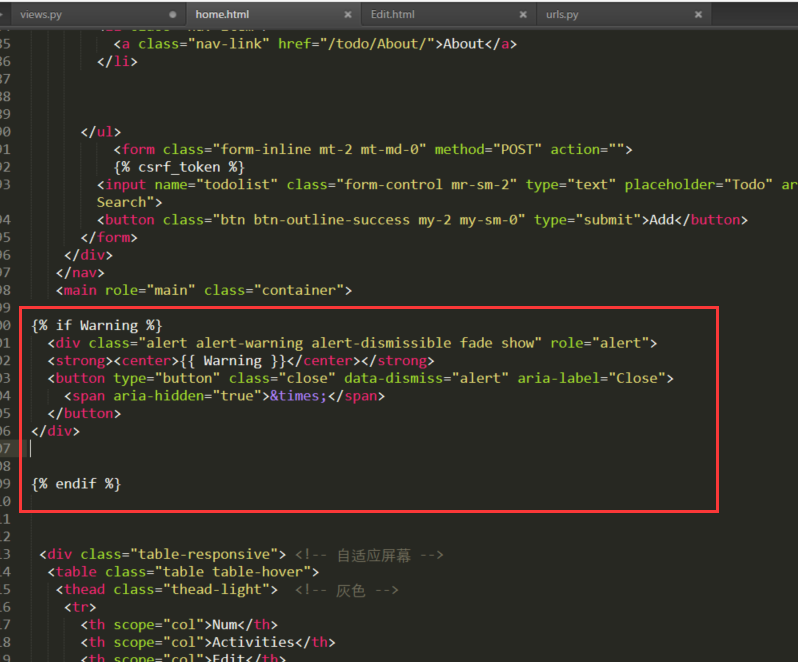 views.py home.html Edit.html urls.py
85 <a class="nav-link" href="/todo/About/">About</a>
86 </li>
87
88
89
90 </ul>
91 <form class="form-inline mt-2 mt-md-0" method="POST" action="">
92 {% csrf_token %}
93 <input name="todolist" class="form-control mr-sm-2" type="text" placeholder="Todo" ar
Search">
94 <button class="btn btn-outline-success my-2 my-sm-0" type="submit">Add</button>
95 </form>
96 </div>
97 </nav>
98 <main role="main" class="container">
99
00 {% if Warning %}
01 <div class="alert alert-warning alert-dismissible fade show" role="alert">
02 <strong><center>{{ Warning }}</center></strong>
03 <button type="button" class="close" data-dismiss="alert" aria-label="Close">
04 <span aria-hidden="true">&times;</span>
05 </button>
06 </div>
07
08
09 {% endif %}
10
11
12
13 <div class="table-responsive"> <!-- 自适应屏幕 -->
14 <table class="table table-hover">
15 <thead class="thead-light"> <!-- 灰色 -->
16 <tr>
17 <th scope="col">Num</th>
18 <th scope="col">Activities</th>
19 <th scope="col">Edit</th>